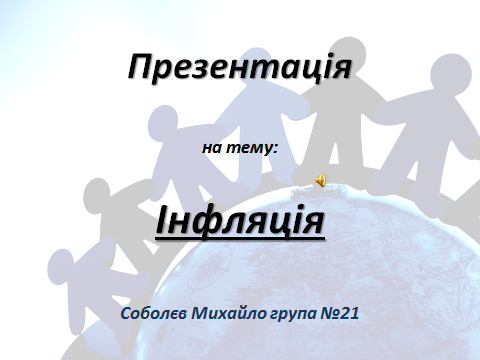 Презентація
на тему:
Інфляція
Соболєв Михайло група №21